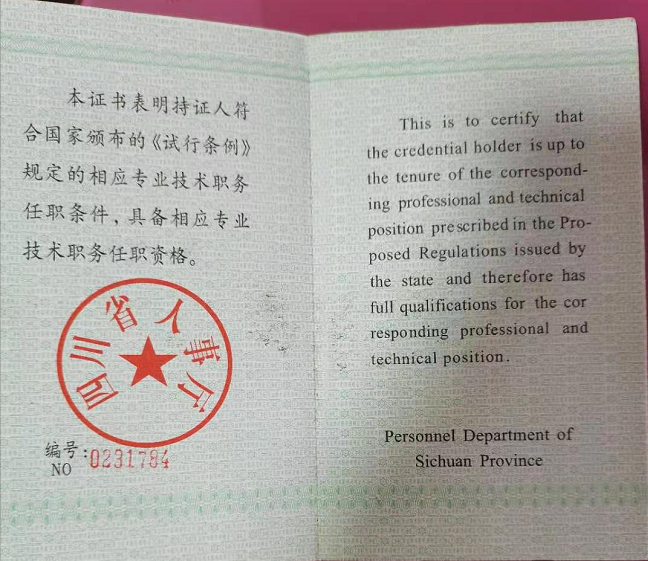 本证书表明持证人符
合国家颁布的《试行条例》
规定的相应专业技术职务
任职条件，具备相应专业
技术职务任职资格。
四川省人事厅
编号：
NO 0231784
This is to certify that
the credential holder is up to
the tenure of the correspond-
ing professional and technical
position prescribed in the Pro-
posed Regulations issued by
the state and therefore has
full qualifications for the cor
responding professional and
technical position.
Personnel Department of
Sichuan Province